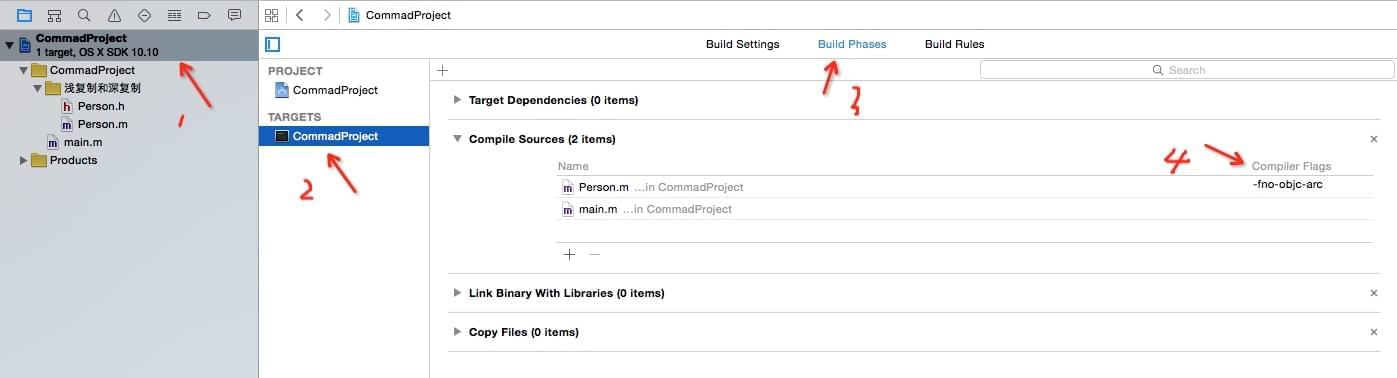 CommadProject
CommadProject
1 target, OS X SDK 10.10
CommadProject
浅复制和深复制
Person.h
Person.m
main.m
Products
1
Build Settings
Build Phases
Build Rules
PROJECT
CommadProject
TARGETS
CommadProject
2
3
Search
Target Dependencies (0 items)
Compile Sources (2 items)
4
Name
Compiler Flags
Person.m ...in CommadProject
-fno-objc-arc
main.m ...in CommadProject
Link Binary With Libraries (0 items)
Copy Files (0 items)